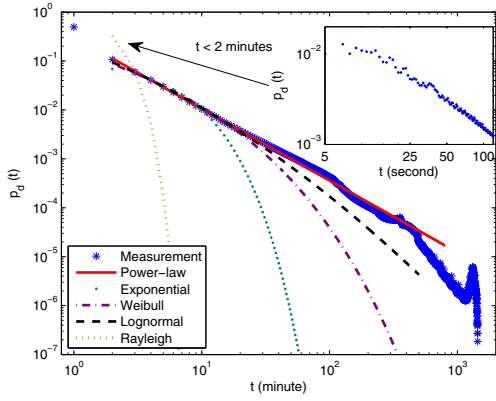 10^0
10^-1
10^-2
10^-3
10^-4
10^-5
10^-6
10^-7
p_d (t)
t < 2 minutes
10^-2
10^-3
p_d (t)
5
25
50
100
t (second)
Measurement
Power-law
Exponential
Weibull
Lognormal
Rayleigh
10^0
10^1
10^2
10^3
t (minute)